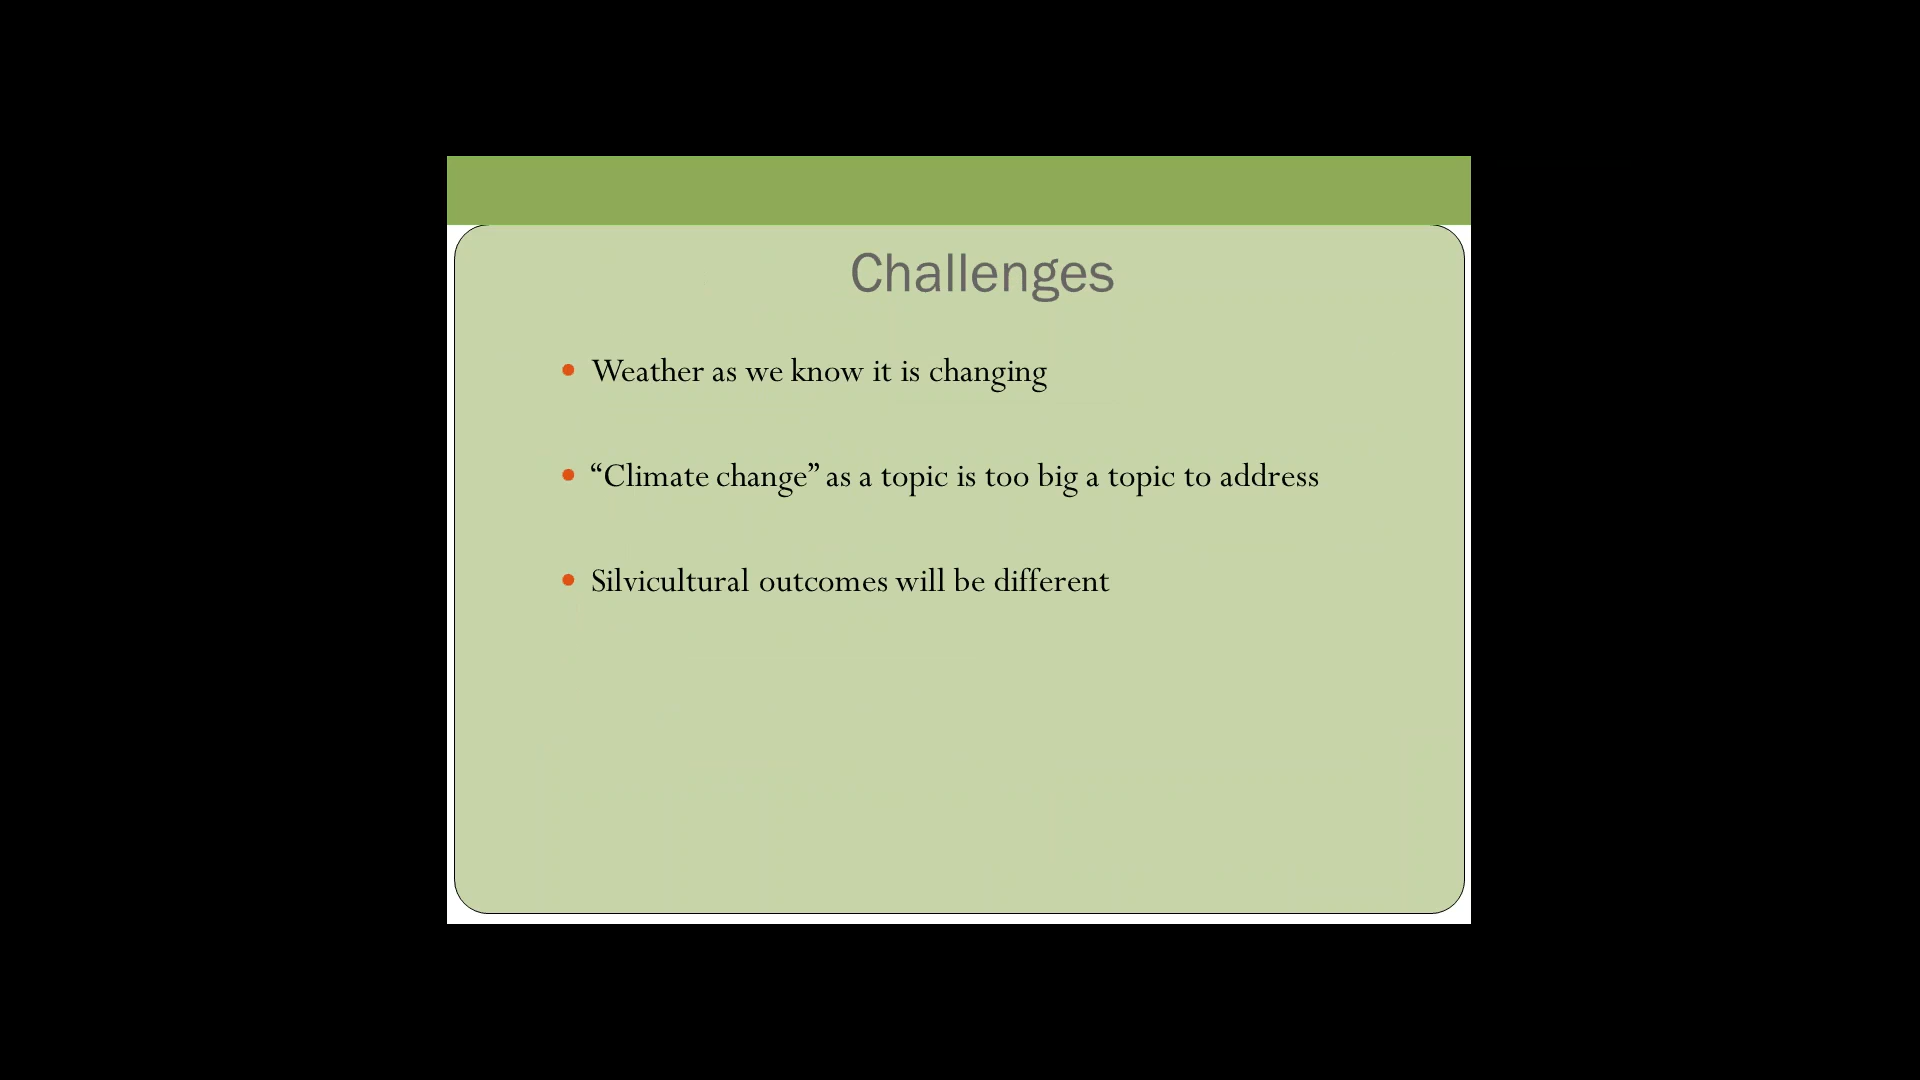 Challenges
• Weather as we know it is changing
• “Climate change” as a topic is too big a topic to address
• Silvicultural outcomes will be different